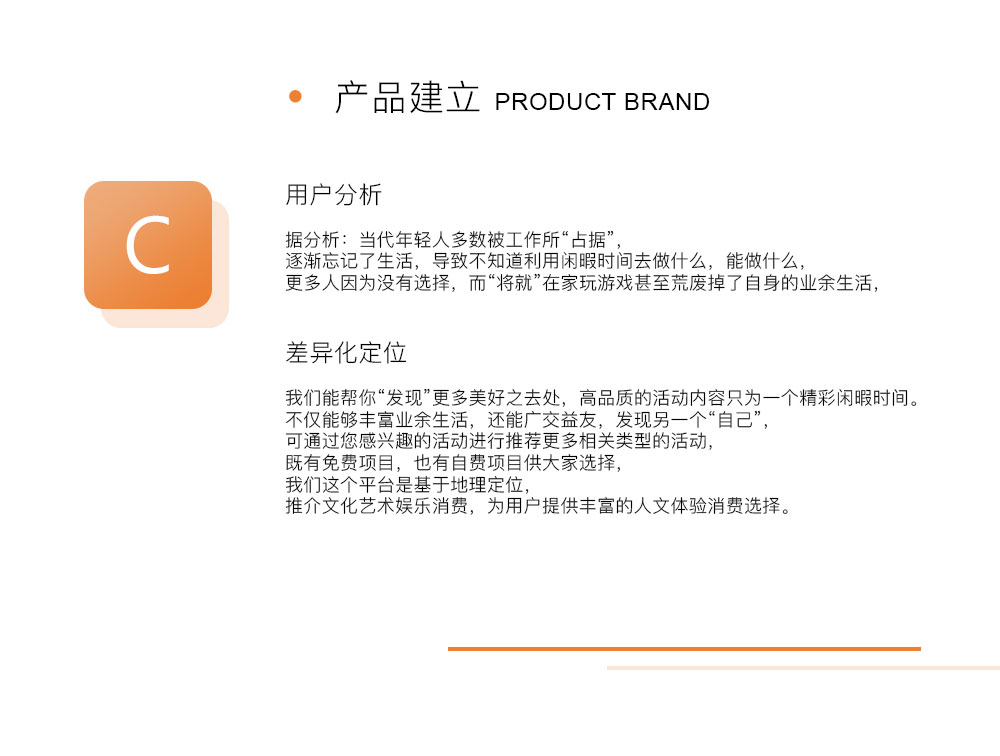 产品建立 PRODUCT BRAND
C
用户分析
据分析：当代年轻人多数被工作所“占据”，
逐渐忘记了生活，导致不知道利用闲暇时间去做什么，能做什么，
更多人因为没有选择，而“将就”在家玩游戏甚至荒废掉了自身的业余生活，
差异化定位
我们能帮你“发现”更多美好之去处，高品质的活动内容只为一个精彩闲暇时间。
不仅能够丰富业余生活，还能广交益友，发现另一个“自己”，
可通过您感兴趣的活动进行推荐更多相关类型的活动，
既有免费项目，也有自费项目供大家选择，
我们这个平台是基于地理定位，
推介文化艺术娱乐消费，为用户提供丰富的人文体验消费选择。